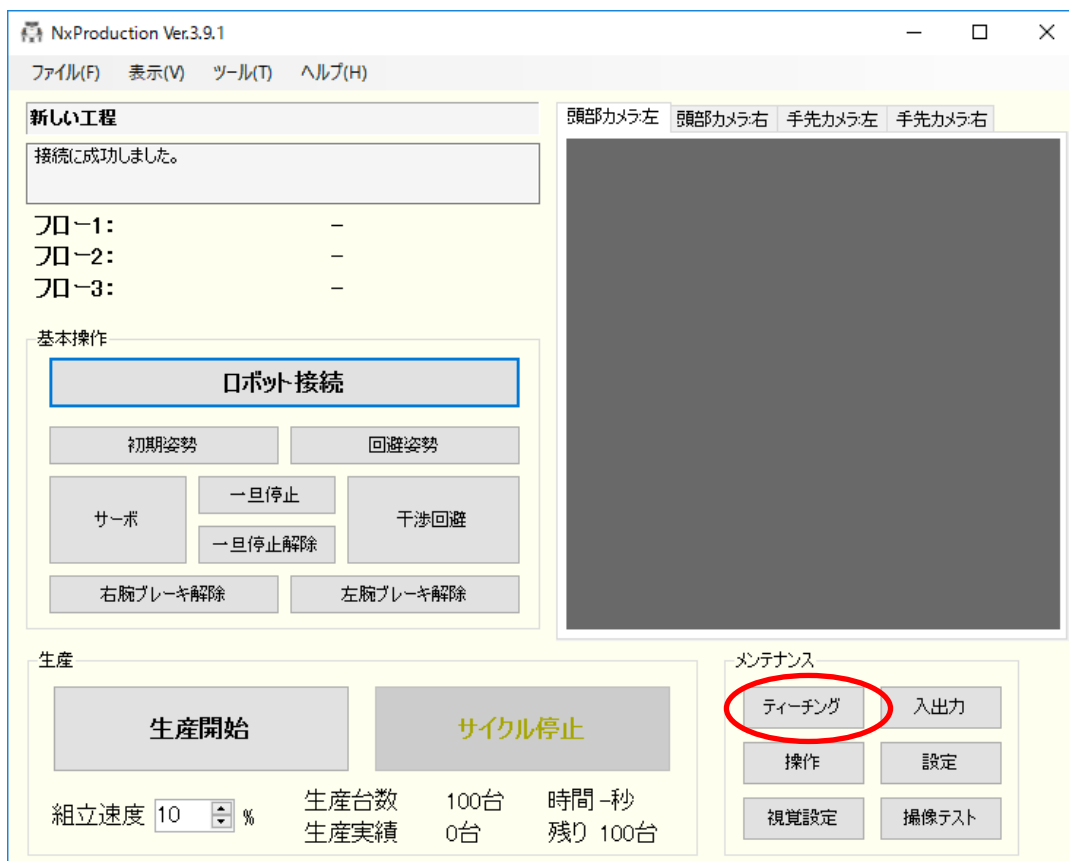 NxProduction Ver.3.9.1
ファイル(F) 表示(V) ツール(T) ヘルプ(H)
新しい工程
接続に成功しました。
フロー1: －
フロー2: －
フロー3: －
頭部カメラ:左 頭部カメラ:右 手先カメラ:左 手先カメラ:右
基本操作
ロボット接続
初期姿勢 回避姿勢
サーボ 一旦停止 干渉回避
一旦停止解除
右腕ブレーキ解除 左腕ブレーキ解除
生産
生産開始 サイクル停止
組立速度 10 %
生産台数 100台 時間 -秒
生産実績 0台 残り 100台
メンテナンス
ティーチング 入出力
操作 設定
視覚設定 撮像テスト